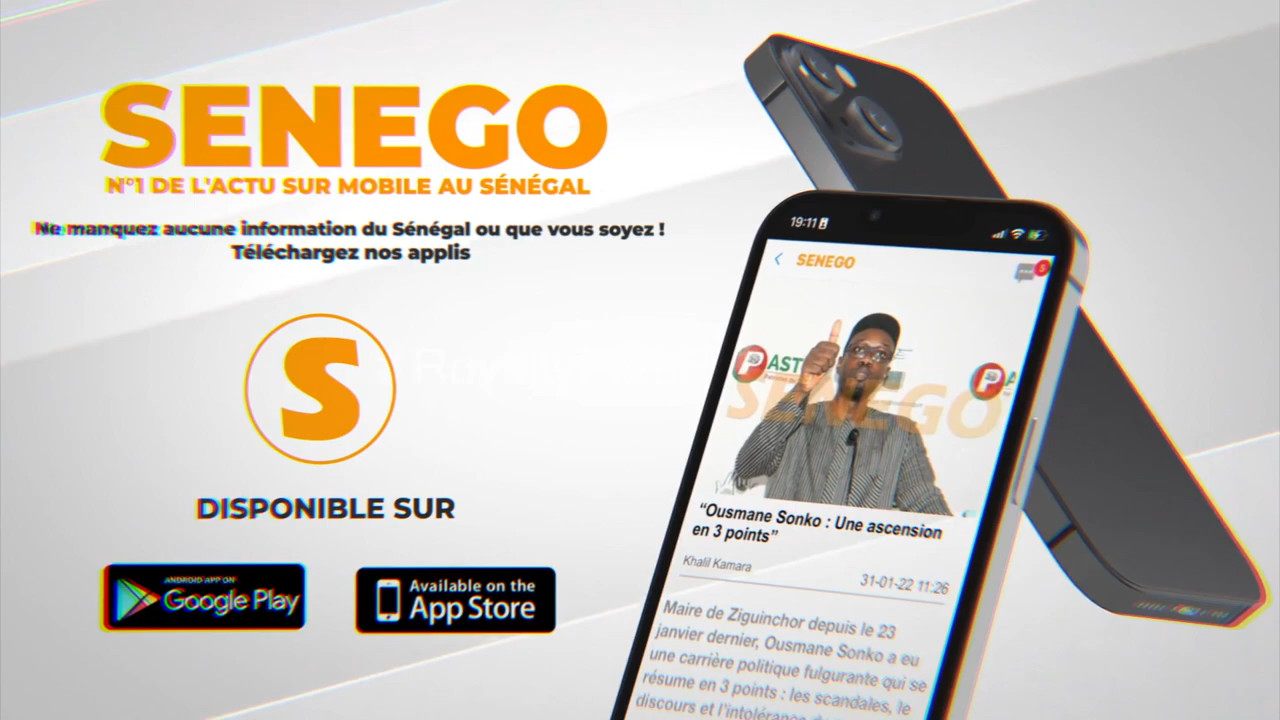 SENEGO
N°1 DE L'ACTU SUR MOBILE AU SÉNÉGAL
Ne manquez aucune information du Sénégal ou que vous soyez !
Téléchargez nos applis
S
DISPONIBLE SUR
ANDROID APP ON
Google Play
Available on the
App Store
19:11
SENEGO
5
PAST
P
SENEGO
“Ousmane Sonko : Une ascension
en 3 points”
Khalil Kamara
31-01-22 11:26
Maire de Ziguinchor depuis le 23
janvier dernier, Ousmane Sonko a eu
une carrière politique fulgurante qui se
résume en 3 points : les scandales, le
discours et l'intolérance